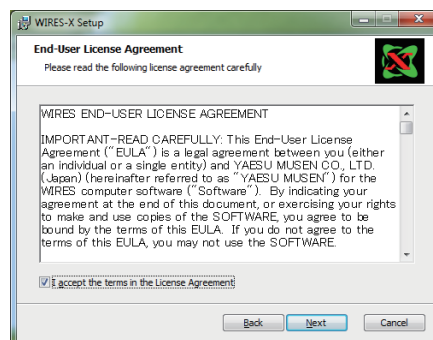 WIRES-X Setup
End-User License Agreement
Please read the following license agreement carefully
WIRES END-USER LICENSE AGREEMENT
IMPORTANT-READ CAREFULLY: This End-User License
Agreement ("EULA") is a legal agreement between you (either
an individual or a single entity) and YAESU MUSEN CO., LTD.
(Japan) (hereinafter referred to as "YAESU MUSEN") for the
WIRES computer software ("Software"). By indicating your
agreement at the end of this document, or exercising your rights
to make and use copies of the SOFTWARE, you agree to be
bound by the terms of this EULA. If you do not agree to the
terms of this EULA, you may not use the SOFTWARE.
I accept the terms in the License Agreement
Back Next Cancel